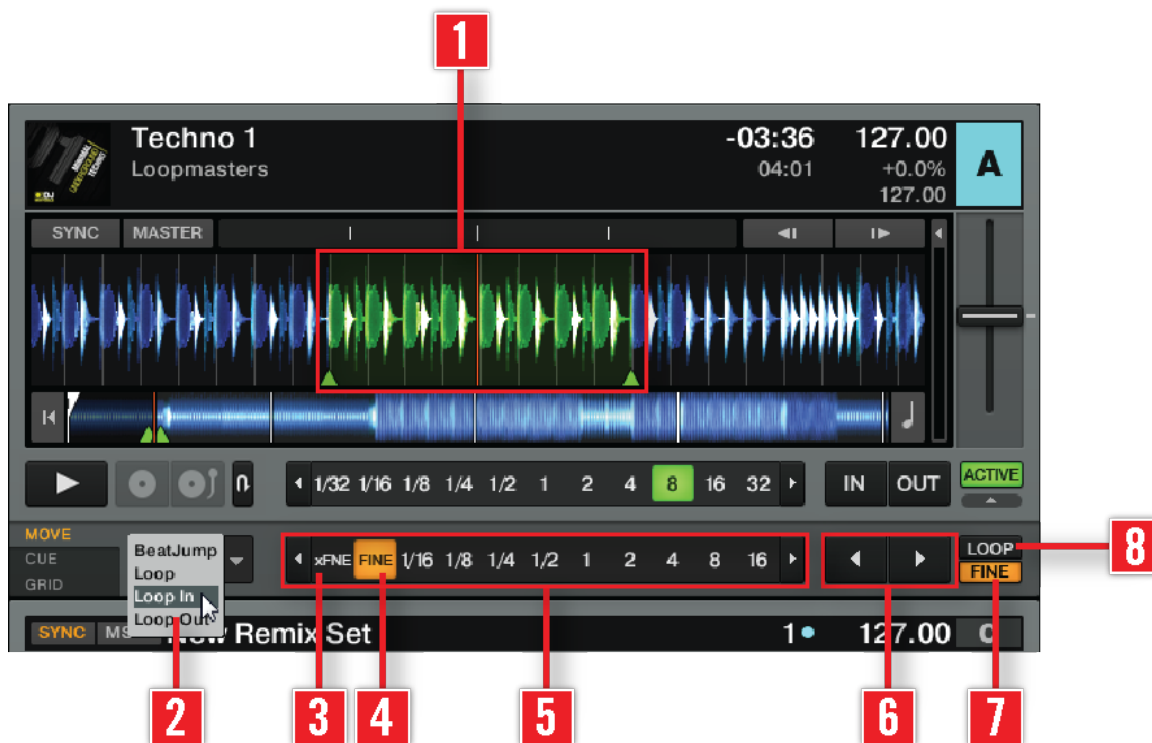 1
Techno 1
Loopmasters
-03:36
04:01
127.00
+0.0%
127.00
A
SYNC MASTER
1/32 1/16 1/8 1/4 1/2 1 2 4 8 16 32
IN OUT
ACTIVE
MOVE
CUE
GRID
BeatJump
Loop
Loop In
Loop Out
xFNE FINE 1/16 1/8 1/4 1/2 1 2 4 8 16
LOOP
FINE
8
SYNC New Remix Set 1 127.00 C
2 3 4 5 6 7